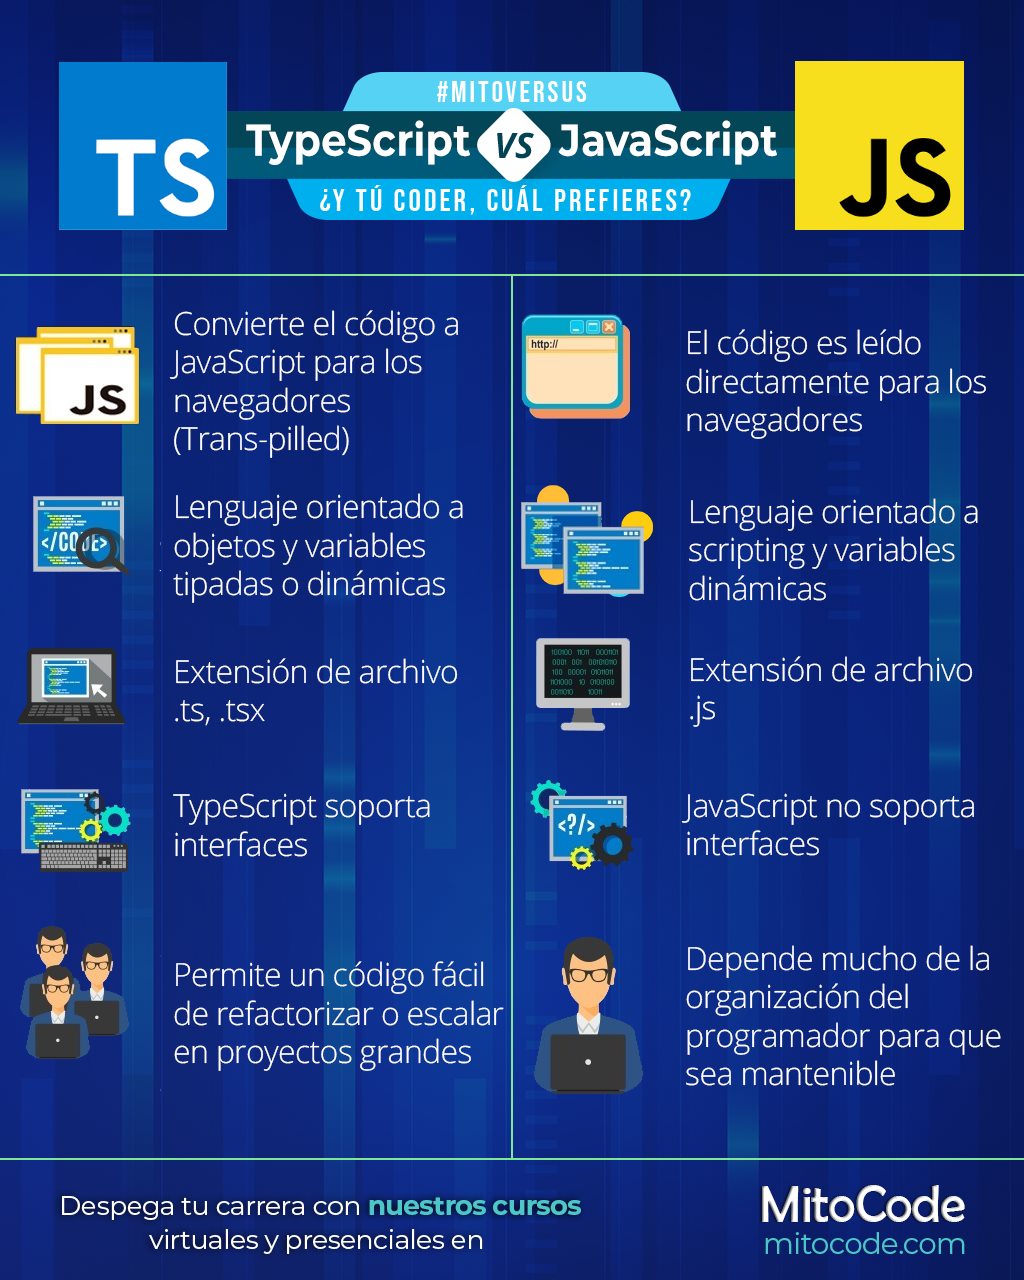 #MITOVERSUS
TS
TypeScript VS JavaScript
JS
¿Y TÚ CODER, CUÁL PREFIERES?
Convierte el código a
JavaScript para los
navegadores
(Trans-pilled)
JS
http://
El código es leído
directamente para los
navegadores
Lenguaje orientado a
objetos y variables
tipadas o dinámicas
</CODE>
Lenguaje orientado a
scripting y variables
dinámicas
Extensión de archivo
.ts, .tsx
Extensión de archivo
.js
TypeScript soporta
interfaces
<?/>
JavaScript no soporta
interfaces
Permite un código fácil
de refactorizar o escalar
en proyectos grandes
Depende mucho de la
organización del
programador para que
sea mantenible
Despega tu carrera con nuestros cursos
virtuales y presenciales en
MitoCode
mitocode.com